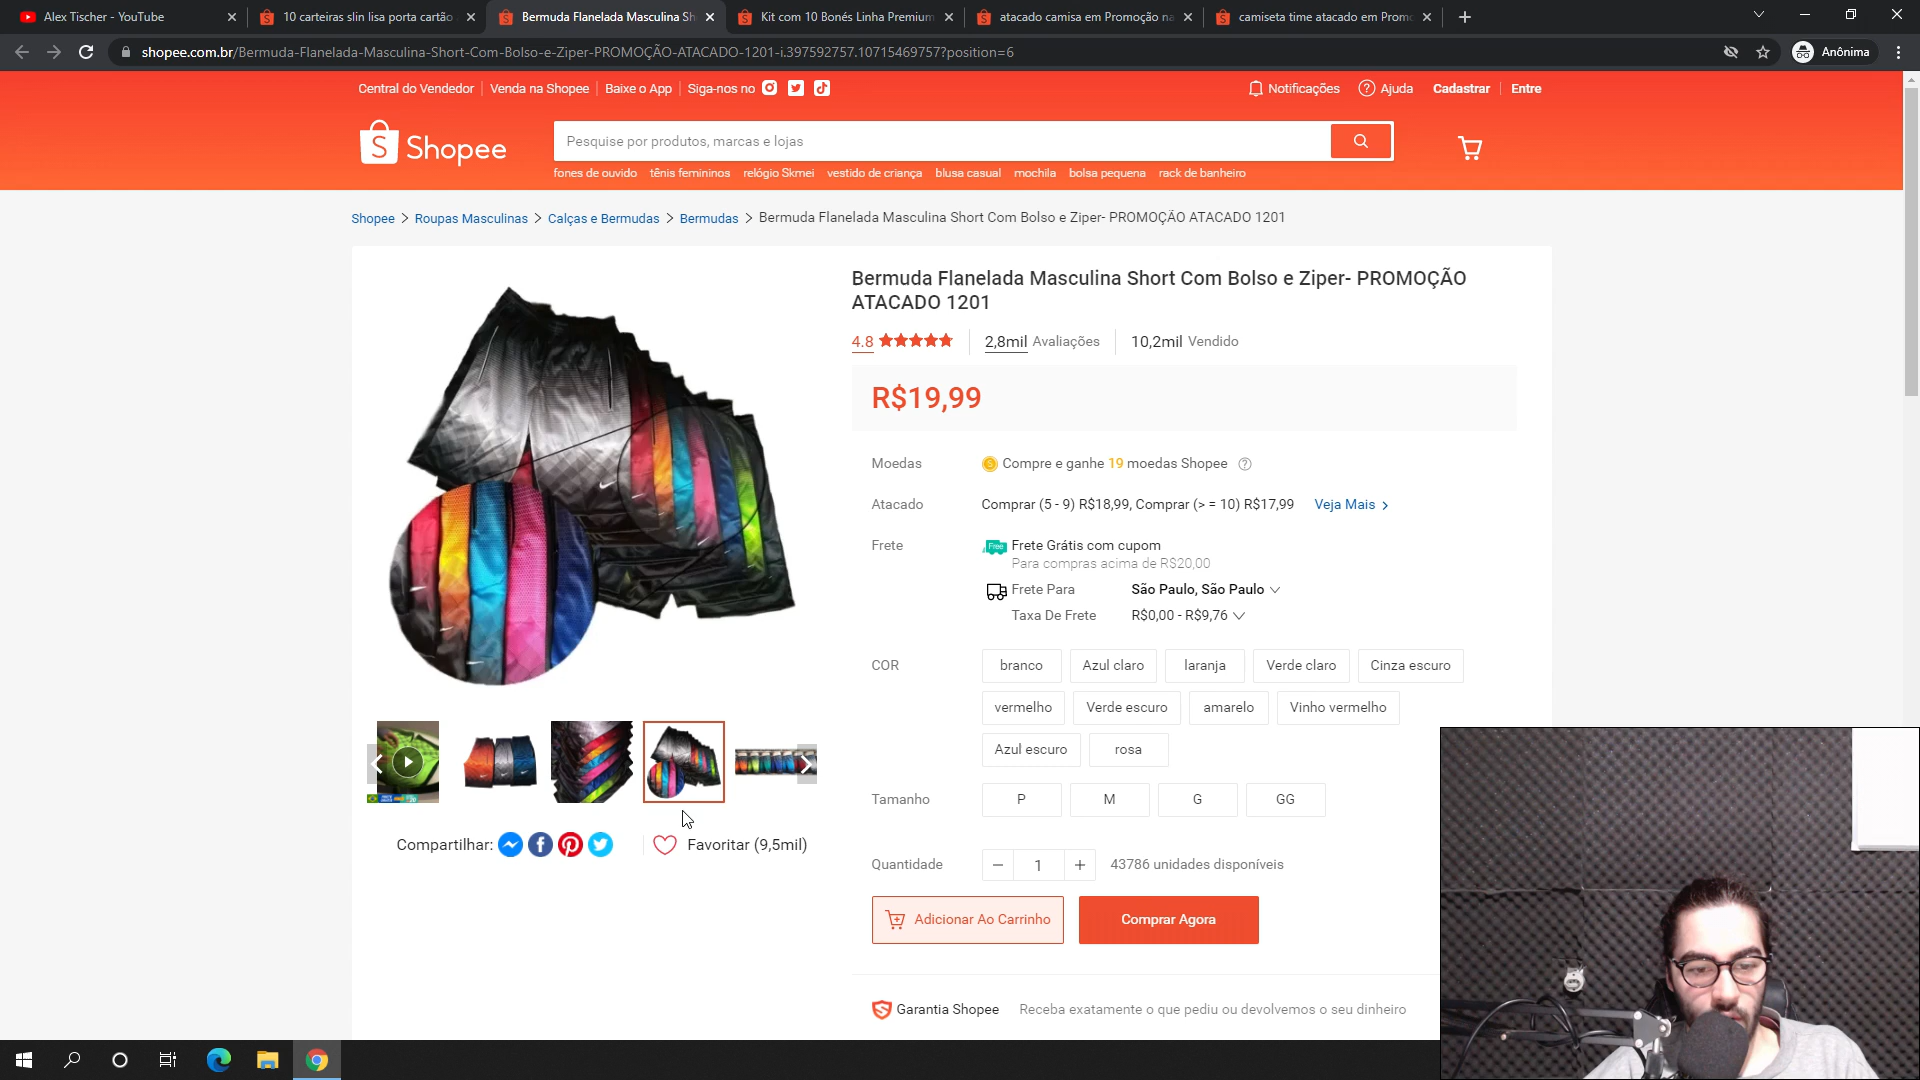 Alex Tischer - YouTube
10 carteiras slin lisa porta cartão
Bermuda Flanelada Masculina Sh
Kit com 10 Bonés Linha Premium
atacado camisa em Promoção na
camiseta time atacado em Promo
shopee.com.br/Bermuda-Flanelada-Masculina-Short-Com-Bolso-e-Ziper-PROMOÇÃO-ATACADO-1201-i.397592757.10715469757?position=6
Anônima
Central do Vendedor
Venda na Shopee
Baixe o App
Siga-nos no
Notificações
Ajuda
Cadastrar
Entre
Shopee
Pesquise por produtos, marcas e lojas
fones de ouvido tênis femininos relógio Skmei vestido de criança blusa casual mochila bolsa pequena rack de banheiro
Shopee > Roupas Masculinas > Calças e Bermudas > Bermudas > Bermuda Flanelada Masculina Short Com Bolso e Ziper- PROMOÇÃO ATACADO 1201
Bermuda Flanelada Masculina Short Com Bolso e Ziper- PROMOÇÃO
ATACADO 1201
4.8
2,8mil Avaliações
10,2mil Vendido
R$19,99
Moedas
Compre e ganhe 19 moedas Shopee
Atacado
Comprar (5 - 9) R$18,99, Comprar (> = 10) R$17,99
Veja Mais
Frete
Free
Frete Grátis com cupom
Para compras acima de R$20,00
Frete Para
São Paulo, São Paulo
Taxa De Frete
R$0,00 - R$9,76
COR
branco
Azul claro
laranja
Verde claro
Cinza escuro
vermelho
Verde escuro
amarelo
Vinho vermelho
Azul escuro
rosa
Tamanho
P
M
G
GG
Compartilhar:
Favoritar (9,5mil)
Quantidade
1
43786 unidades disponíveis
Adicionar Ao Carrinho
Comprar Agora
Garantia Shopee
Receba exatamente o que pediu ou devolvemos o seu dinheiro